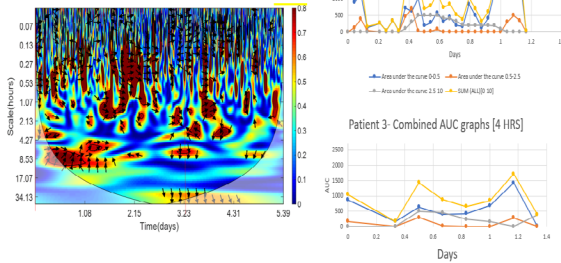 0.8
0.07
0.7
0.13
0.27
0.6
0.53
0.5
1.07
0.4
2.13
0.3
4.27
8.53
0.2
17.07
0.1
34.13
0
1.08 2.15 3.23 4.31 5.39
Scale(hours)
Time(days)
500
0
0 0.2 0.4 0.6 0.8 1 1.2
Days
Area under the curve 0-0.5 Area under the curve 0.5-2.5
Area under the curve 2.5 10 SUM (ALL)[0 10]
Patient 3- Combined AUC graphs [4 HRS]
2500
2000
1500
1000
500
0
AUC
0 0.2 0.4 0.6 0.8 1 1.2 1.4
Days